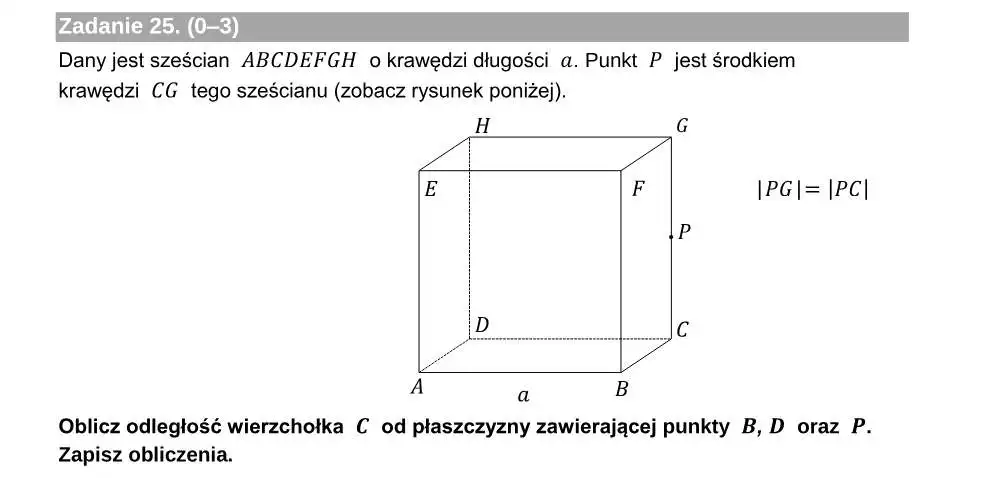 Zadanie 25. (0–3)
Dany jest sześcian ABCDEFGH o krawędzi długości a. Punkt P jest środkiem
krawędzi CG tego sześcianu (zobacz rysunek poniżej).
H
G
E
F
|PG|= |PC|
P
D
C
A
a
B
Oblicz odległość wierzchołka C od płaszczyzny zawierającej punkty B, D oraz P.
Zapisz obliczenia.